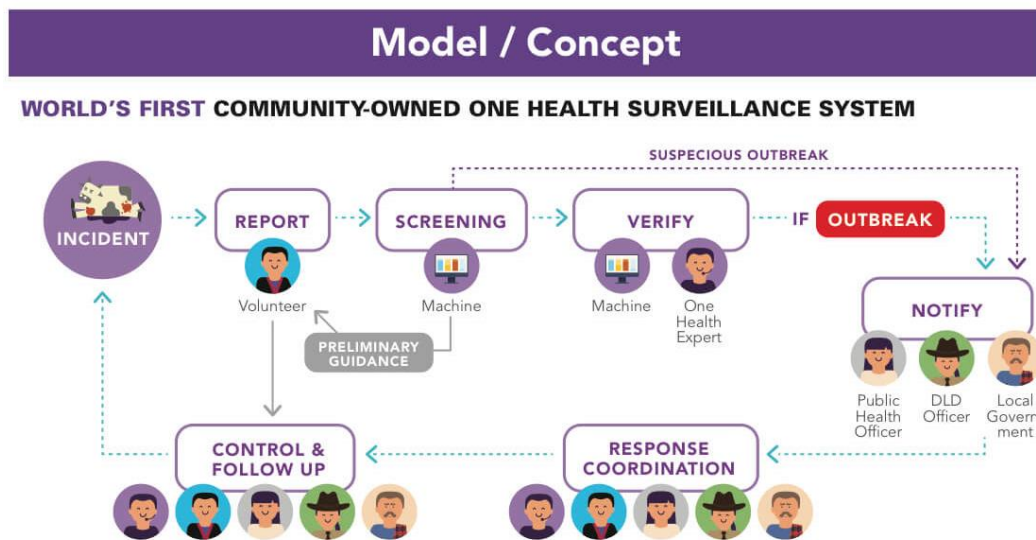 Model / Concept
WORLD'S FIRST COMMUNITY-OWNED ONE HEALTH SURVEILLANCE SYSTEM
SUSPECIOUS OUTBREAK
INCIDENT
REPORT
Volunteer
SCREENING
Machine
PRELIMINARY
GUIDANCE
VERIFY
Machine
One
Health
Expert
IF OUTBREAK
NOTIFY
Public
Health
Officer
DLD
Officer
Local
Govern
ment
RESPONSE
COORDINATION
CONTROL &
FOLLOW UP